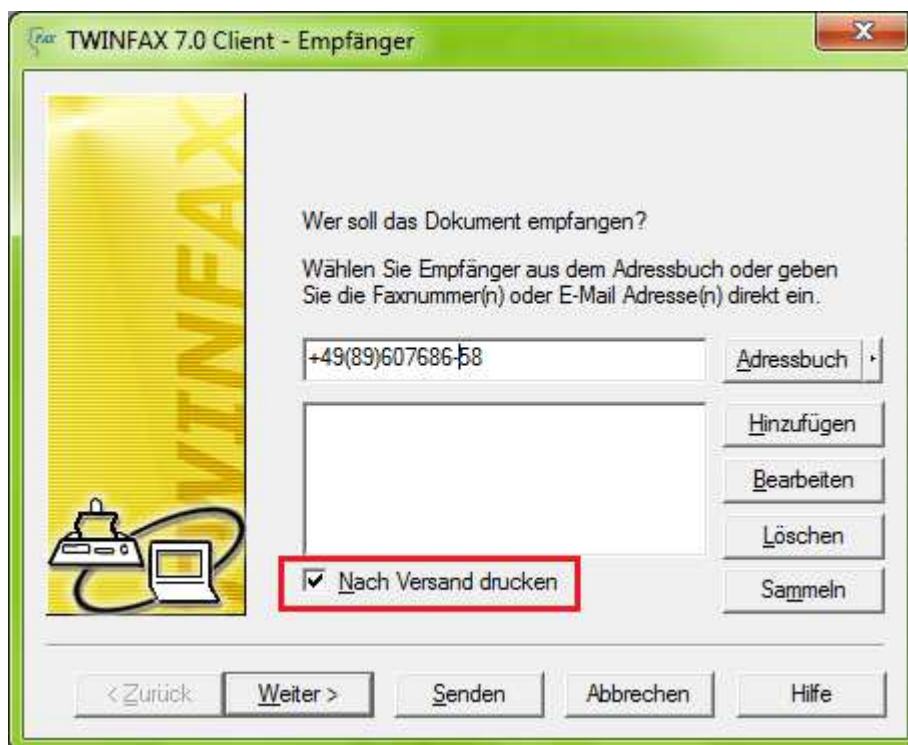 TWINFAX 7.0 Client - Empfänger
TWINFAX
Wer soll das Dokument empfangen?
Wählen Sie Empfänger aus dem Adressbuch oder geben
Sie die Faxnummer(n) oder E-Mail Adresse(n) direkt ein.
+49(89)607686-58
Adressbuch
Hinzufügen
Bearbeiten
Löschen
Nach Versand drucken
Sammeln
< Zurück
Weiter >
Senden
Abbrechen
Hilfe